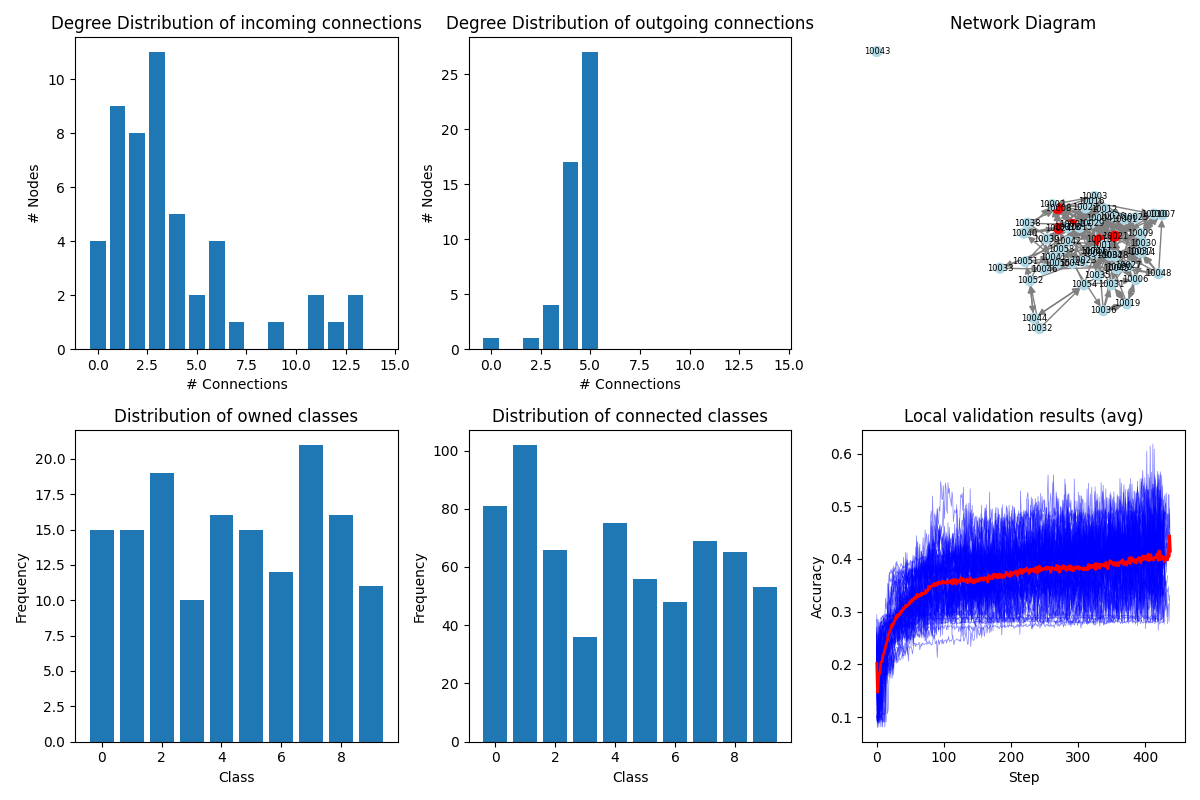 Degree Distribution of incoming connections
# Nodes
10
8
6
4
2
0
0.0 2.5 5.0 7.5 10.0 12.5 15.0
# Connections
Degree Distribution of outgoing connections
# Nodes
25
20
15
10
5
0
0.0 2.5 5.0 7.5 10.0 12.5 15.0
# Connections
Network Diagram
10043
10003
10038
10040
10009
10030
10051
10033
10046
10052
10048
10006
10054
10031
10019
10036
10044
10032
Distribution of owned classes
Frequency
20.0
17.5
15.0
12.5
10.0
7.5
5.0
2.5
0.0
0 2 4 6 8
Class
Distribution of connected classes
Frequency
100
80
60
40
20
0
0 2 4 6 8
Class
Local validation results (avg)
Accuracy
0.6
0.5
0.4
0.3
0.2
0.1
0 100 200 300 400
Step